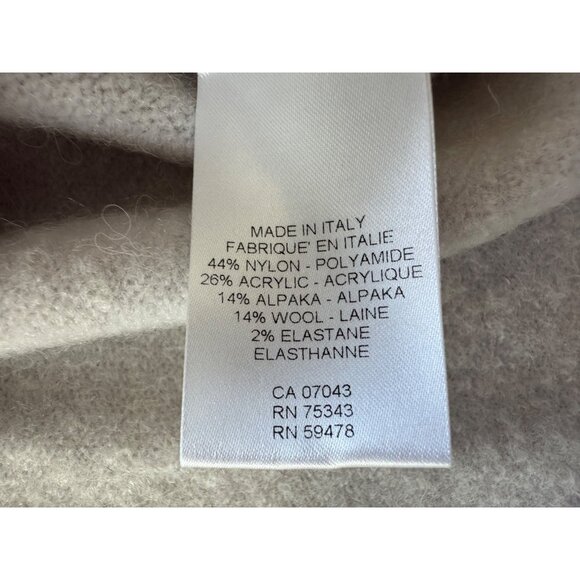 MADE IN ITALY
FABRIQUE' EN ITALIE
44% NYLON - POLYAMIDE
26% ACRYLIC - ACRYLIQUE
14% ALPAKA - ALPAKA
14% WOOL - LAINE
2% ELASTANE
ELASTHANNE
CA 07043
RN 75343
RN 59478